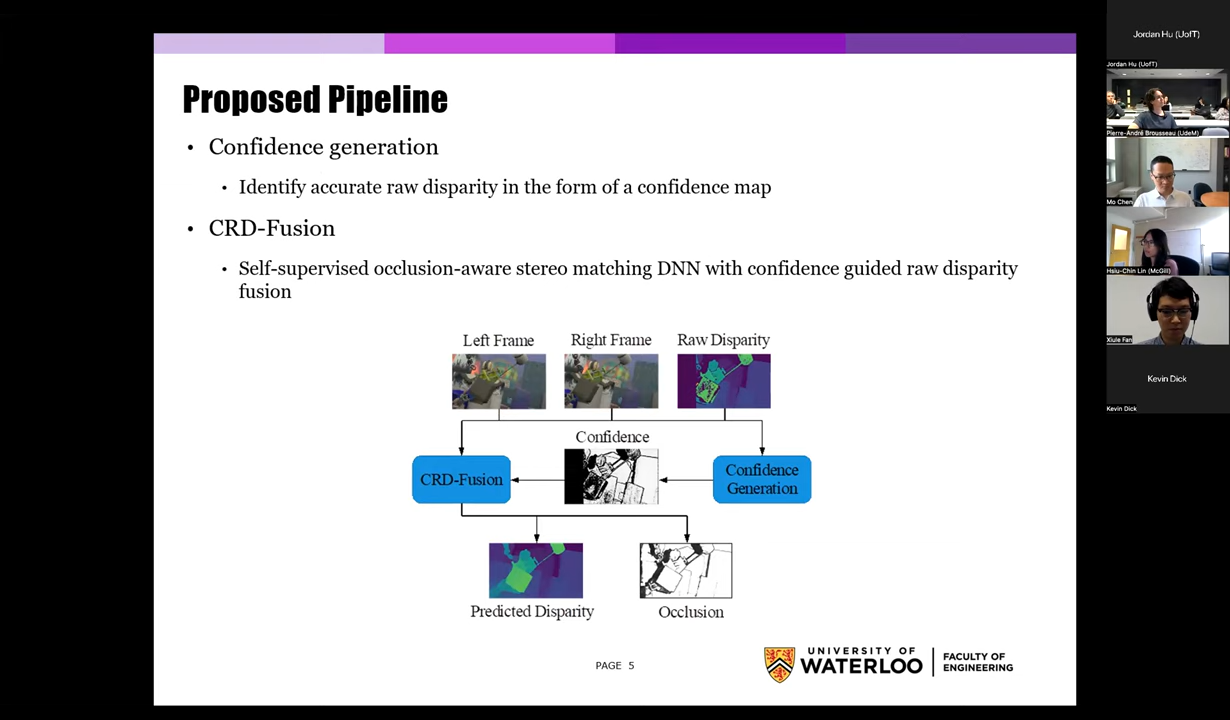 Proposed Pipeline
• Confidence generation
• Identify accurate raw disparity in the form of a confidence map
• CRD-Fusion
• Self-supervised occlusion-aware stereo matching DNN with confidence guided raw disparity
fusion
Left Frame
Right Frame
Raw Disparity
Confidence
CRD-Fusion
Confidence
Generation
Predicted Disparity
Occlusion
PAGE 5
UNIVERSITY OF
WATERLOO
FACULTY OF
ENGINEERING
Jordan Hu (UofT)
Jordan Hu (UofT)
Pierre-André Brousseau (UdeM)
Mo Chen
Hsiu-Chin Lin (McGill)
Xiule Fan
Kevin Dick
Kevin Dick